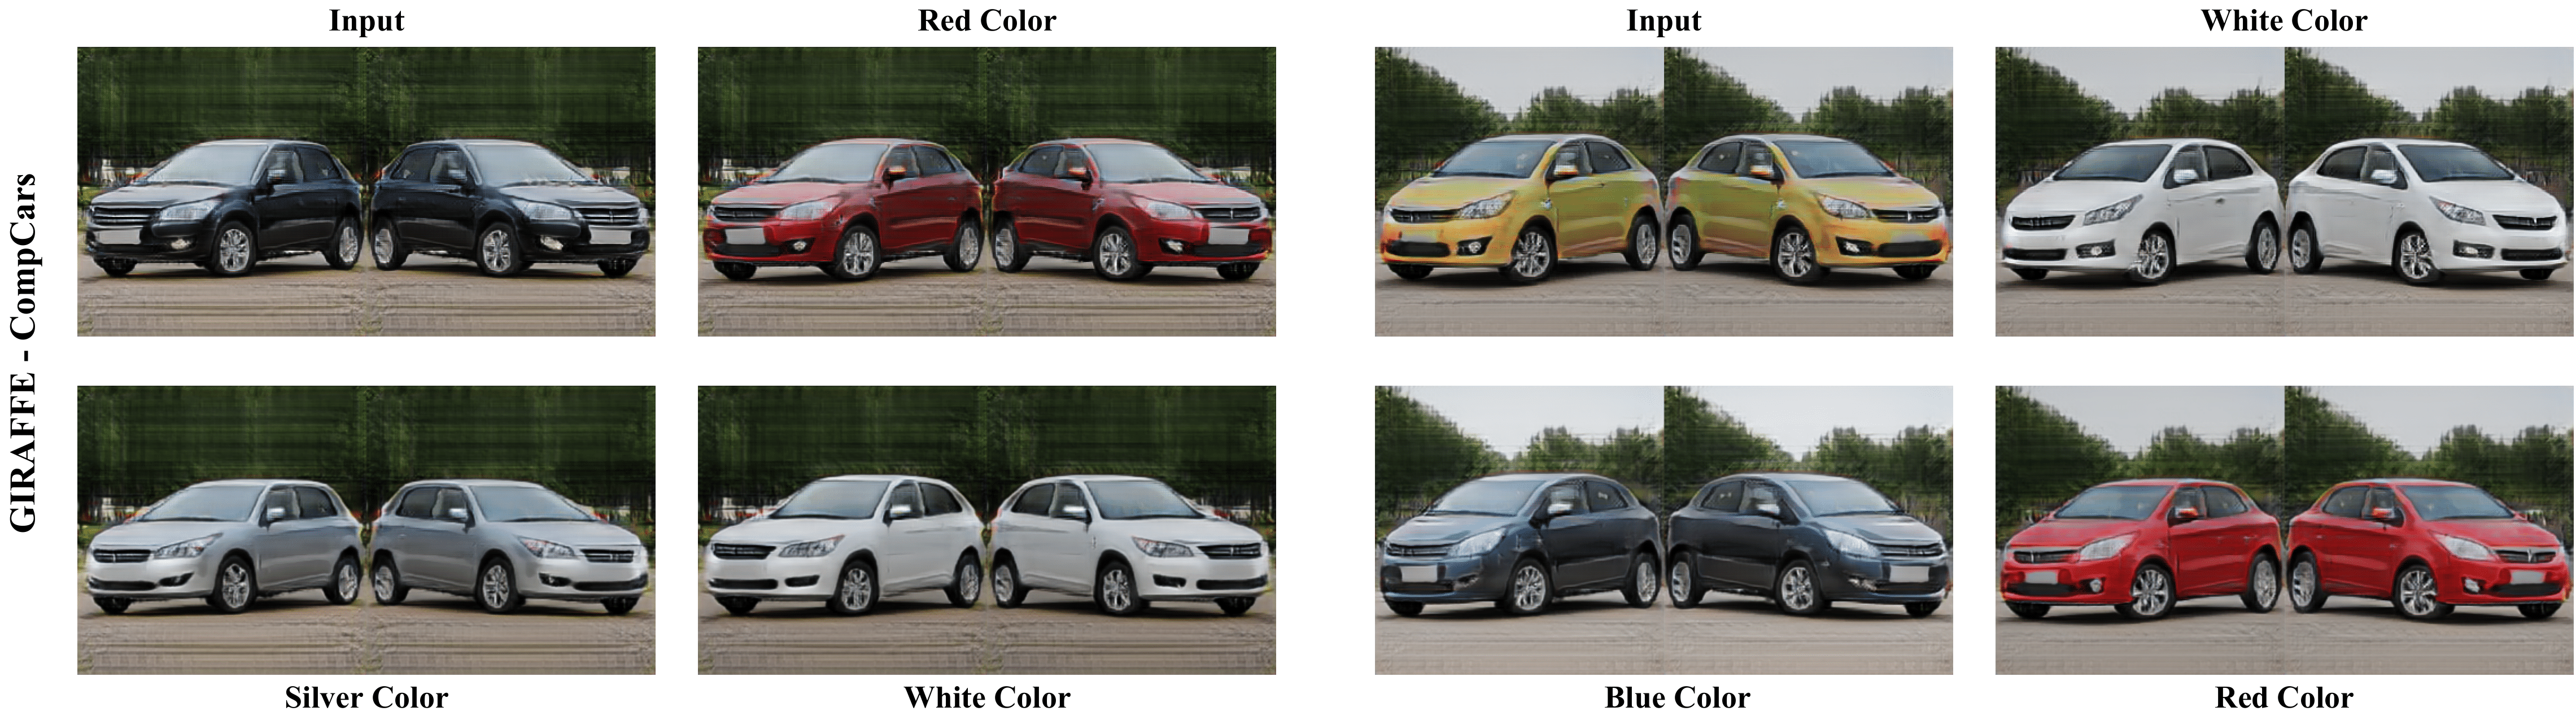 Input
Red Color
Input
White Color
GIRAFFE - CompCars
Silver Color
White Color
Blue Color
Red Color